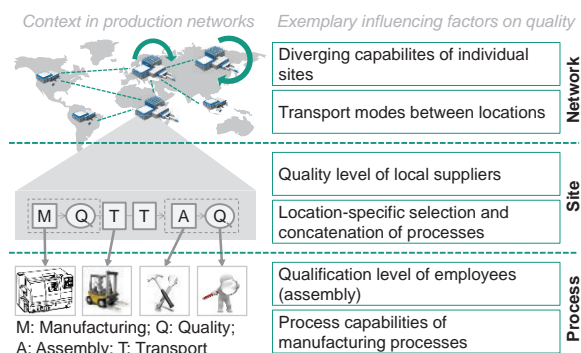 Context in production networks
Exemplary influencing factors on quality
Diverging capabilites of individual
sites
Transport modes between locations
Network
Quality level of local suppliers
Location-specific selection and
concatenation of processes
Site
M Q T T A Q
Qualification level of employees
(assembly)
Process capabilities of
manufacturing processes
Process
M: Manufacturing; Q: Quality;
A: Assembly; T: Transport